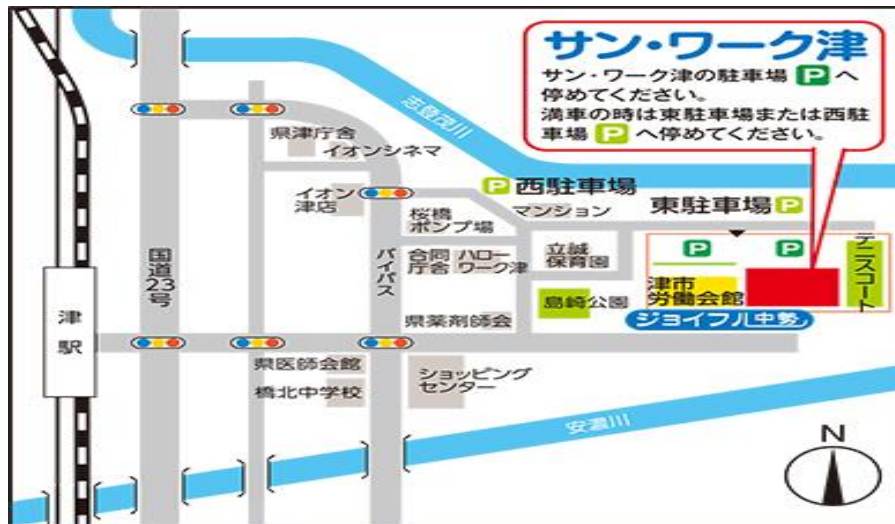 サン・ワーク津
サン・ワーク津の駐車場 P へ
停めてください。
満車の時は東駐車場または西駐
車場 P へ停めてください。
志登茂川
県津庁舎
イオンシネマ
P 西駐車場
イオン
津店
マンション
東駐車場 P
桜橋
ポンプ場
国道23号
バイパス
合同
庁舎
ハロー
ワーク津
立誠
保育園
P
P
テニスコート
津市
労働会館
島崎公園
ジョイフル中勢
津駅
県薬剤師会
県医師会館
橋北中学校
ショッピング
センター
安濃川
N